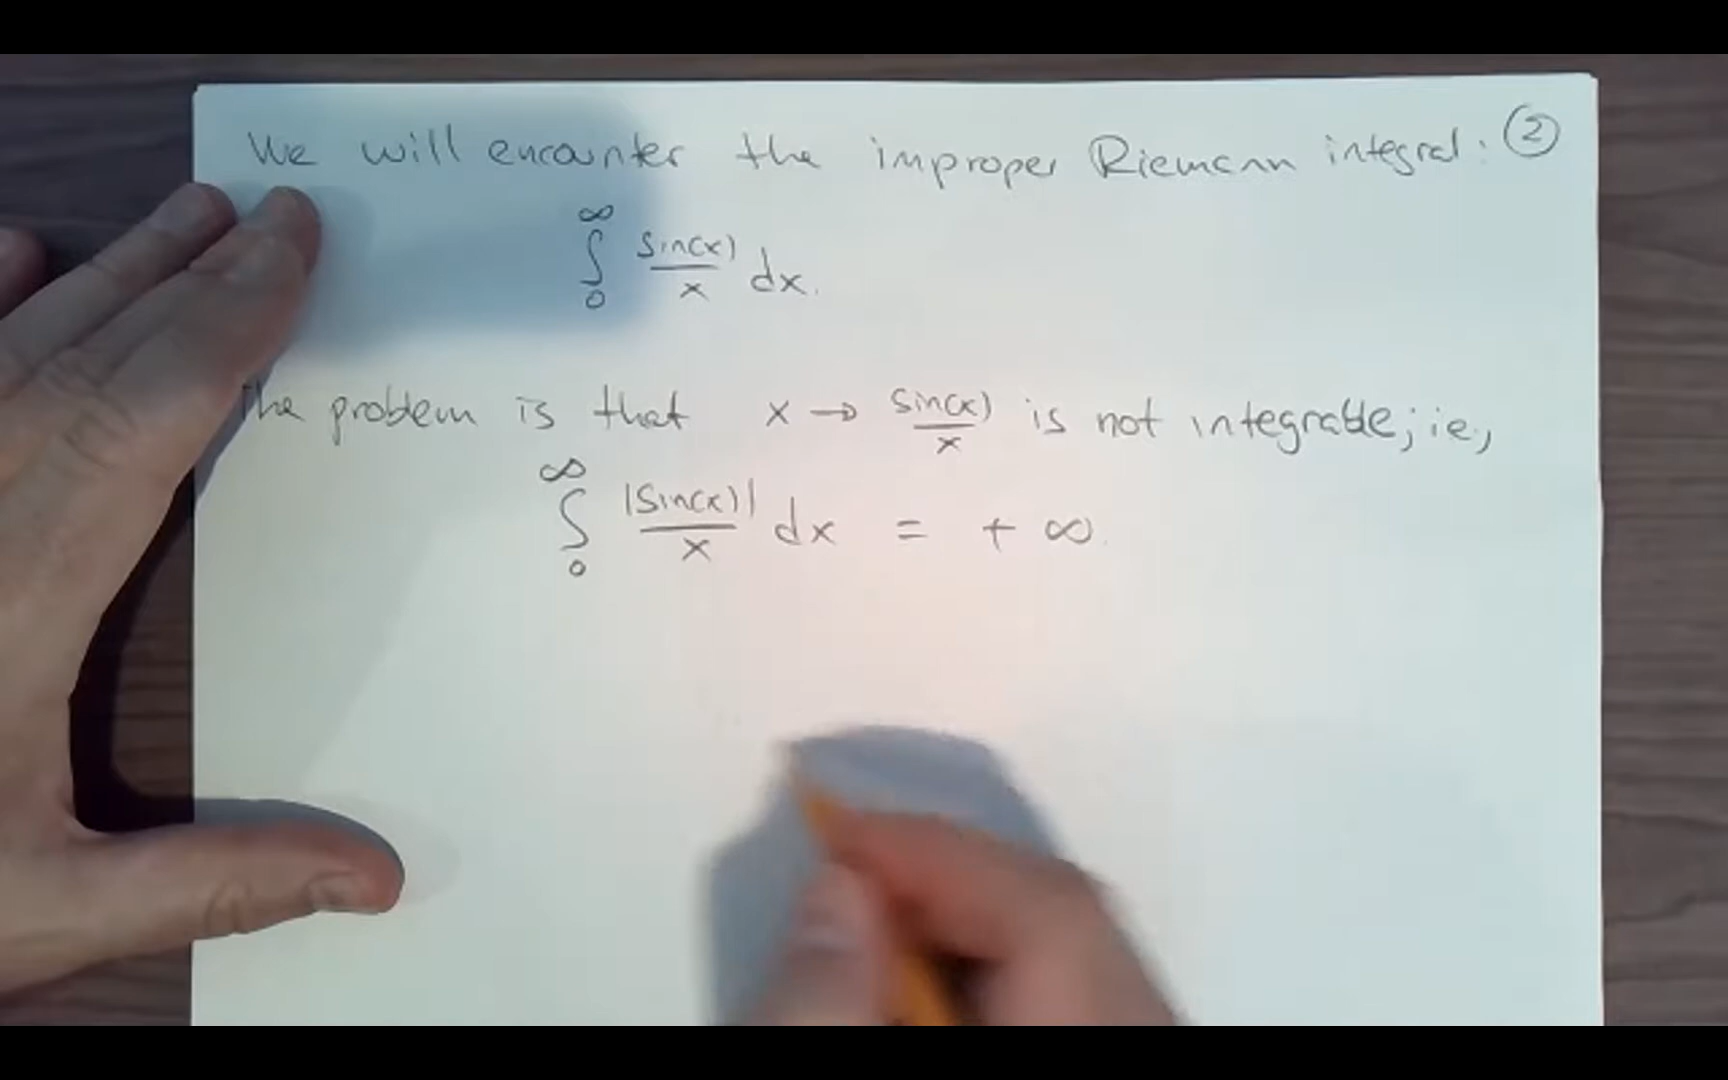 We will encounter the improper Riemann integral: ②
∫₀^∞ sin(x)/x dx.
The problem is that x → sin(x)/x is not integrable; ie,
∫₀^∞ |sin(x)|/x dx = + ∞.